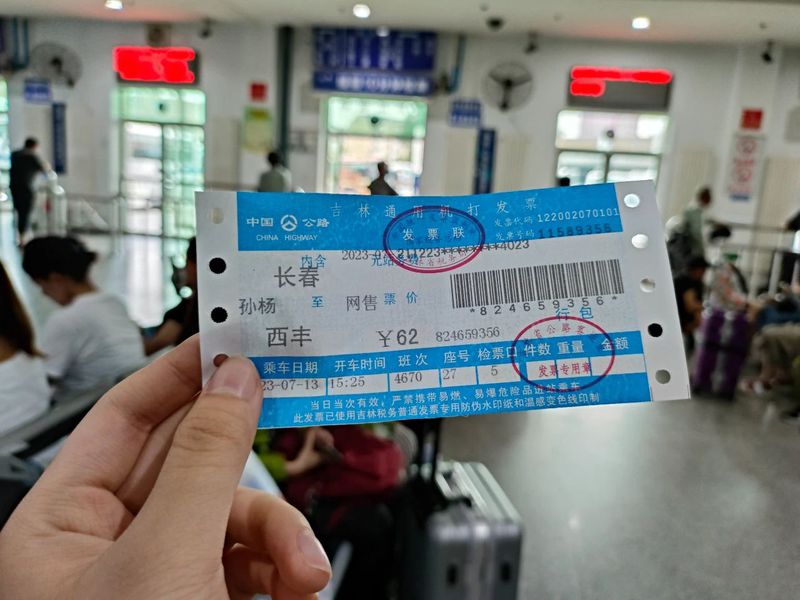 吉林通用机打发票
中国 公路
CHINA HIGHWAY
发票联
发票代码 122002070101
发票号码 11589356
内含
长春
孙杨 至 网售 票价
西丰 ￥62 824659356
*824659356*
行包
乘车日期 开车时间 班次 座号 检票口 件数 重量 金额
23-07-13 15:25 4670 27 5
发票专用章
当日当次有效，严禁携带易燃、易爆危险品进站乘车
此发票已使用吉林税务普通发票专用防伪水印纸和温感变色线印制